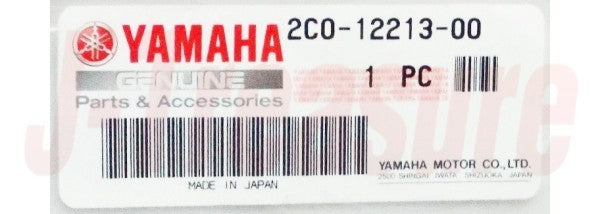 YAMAHA 2C0-12213-00
GENUINE 1 PC
Parts & Accessories
YAMAHA MOTOR CO.,LTD.
2500 SHINGAI IWATA SHIZUOKA JAPAN
MADE IN JAPAN